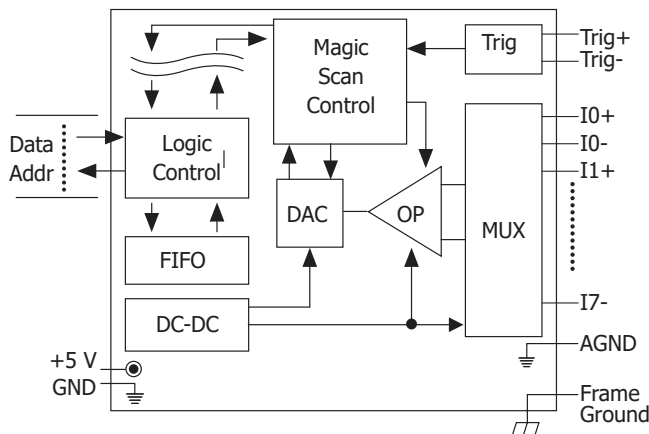 Magic
Scan
Control
Trig
Trig+
Trig-
Data
Addr
Logic
Control
I0+
I0-
I1+
DAC
OP
MUX
FIFO
DC-DC
I7-
+5 V
GND
AGND
Frame
Ground